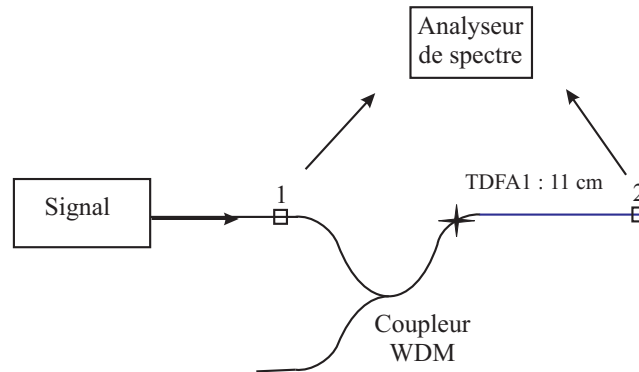 Analyseur
de spectre
TDFA1 : 11 cm
1
2
Signal
Coupleur
WDM